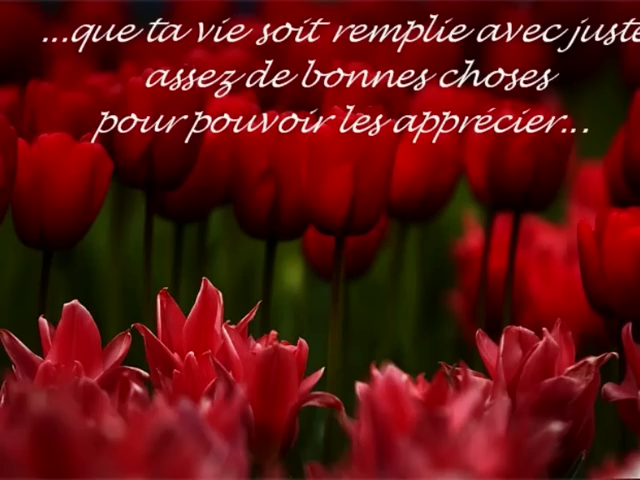 ...que ta vie soit remplie avec juste
assez de bonnes choses
pour pouvoir les apprécier...